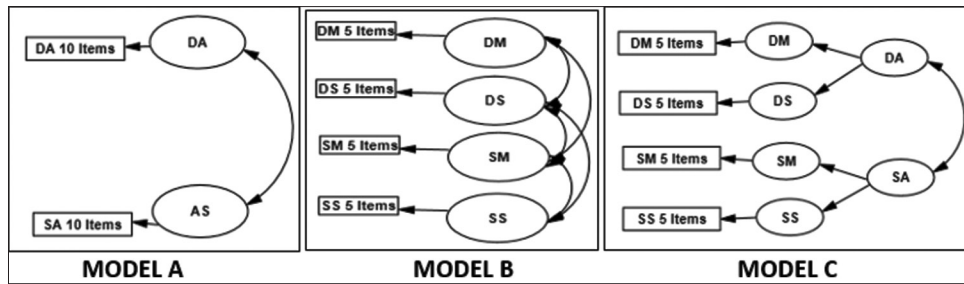 DA 10 Items
DA
AS
SA 10 Items
MODEL A
DM 5 Items
DM
DS 5 Items
DS
SM 5 Items
SM
SS 5 Items
SS
MODEL B
DM 5 Items
DM
DA
DS 5 Items
DS
SM 5 Items
SM
SA
SS 5 Items
SS
MODEL C